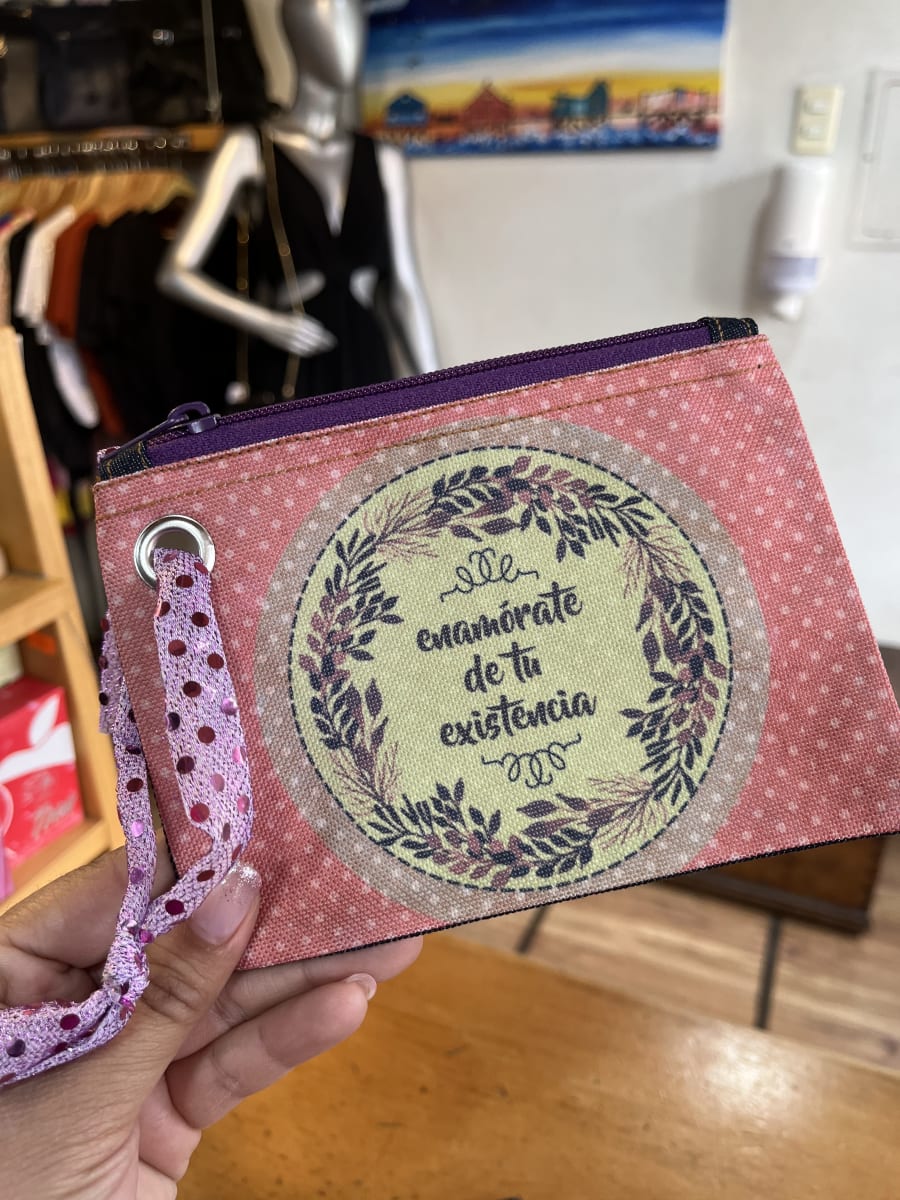 enamórate
de tu
existencia